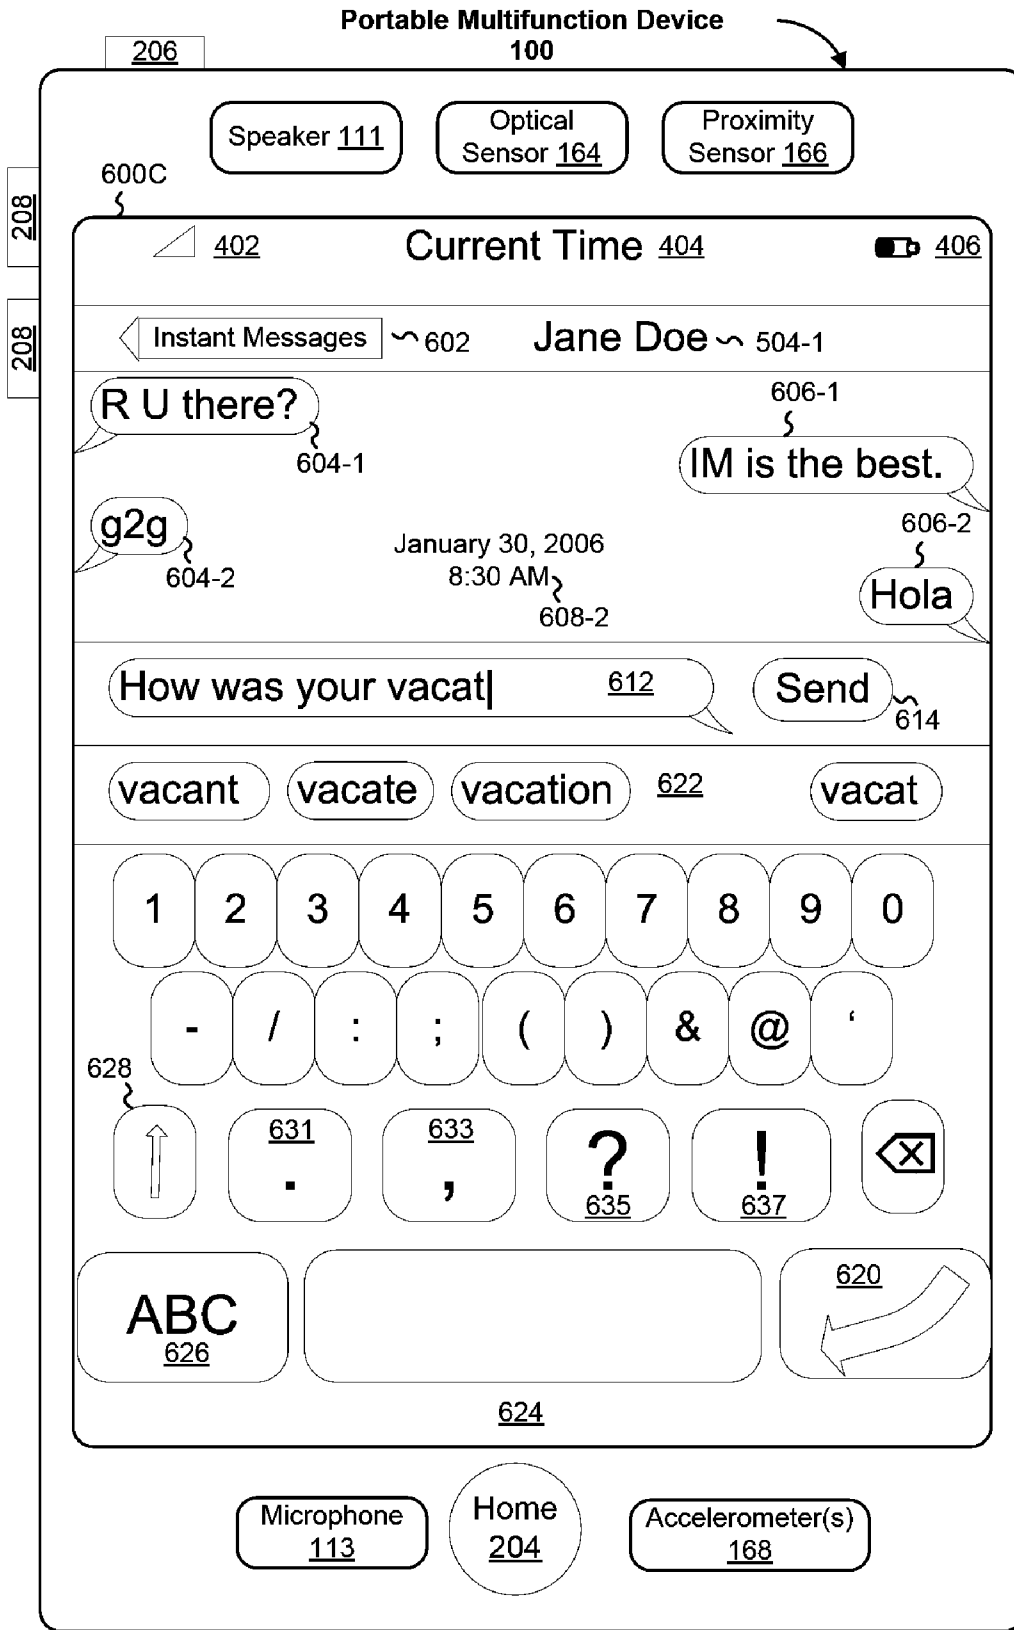 Portable Multifunction Device
100
206
Speaker 111
Optical
Sensor 164
Proximity
Sensor 166
600C
208
208
402
Current Time 404
406
Instant Messages
602
Jane Doe
504-1
R U there?
604-1
606-1
IM is the best.
g2g
604-2
January 30, 2006
8:30 AM
608-2
606-2
Hola
How was your vacat
612
Send
614
vacant
vacate
vacation
622
vacat
1 2 3 4 5 6 7 8 9 0
- / : ; ( ) & @ ‘
628
631
.
633
,
?
635
!
637
ABC
626
620
624
Microphone
113
Home
204
Accelerometer(s)
168